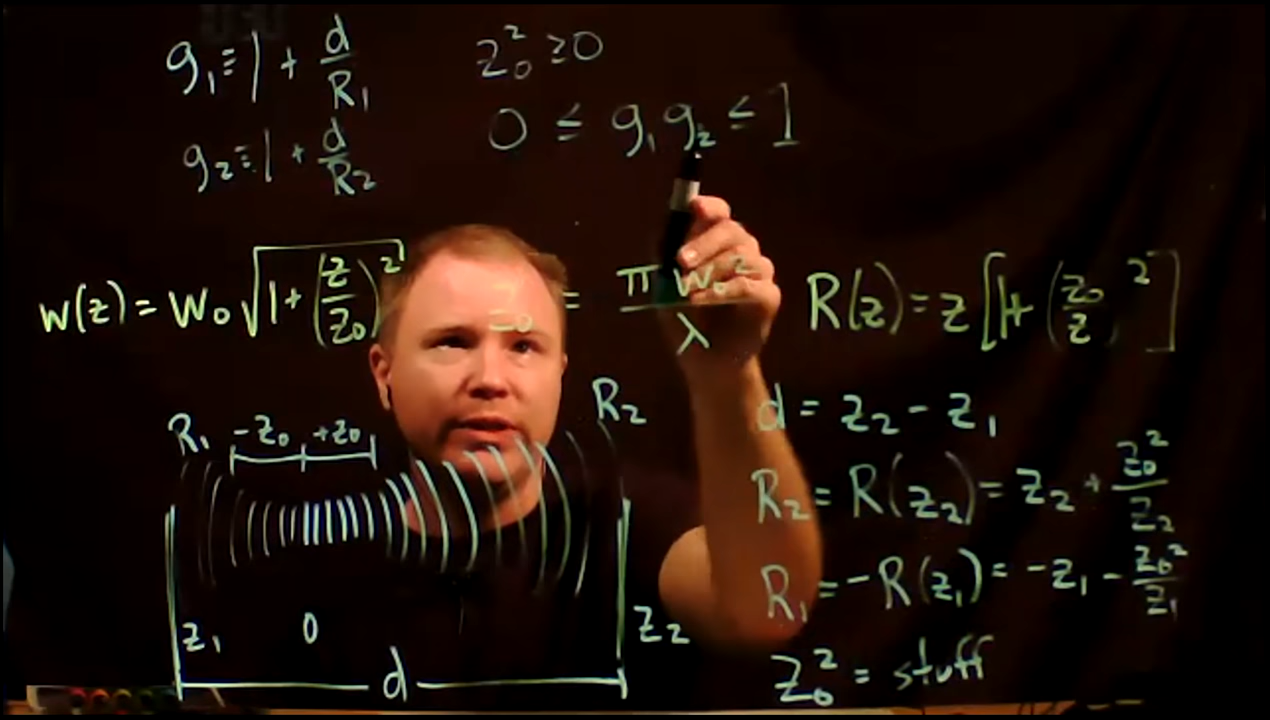 g₁ ≡ 1 + d/R₁
g₂ ≡ 1 + d/R₂
z₀² ≥ 0
0 ≤ g₁g₂ ≤ 1
w(z) = w₀ √(1 + (z/z₀)²)
z₀ = πw₀²/λ
R(z) = z[1 + (z₀/z)²]
R₁ -z₀ +z₀ R₂
z₁ 0 z₂
d
d = z₂ - z₁
R₂ = R(z₂) = z₂ + z₀²/z₂
R₁ = -R(z₁) = -z₁ - z₀²/z₁
z₀² = stuff